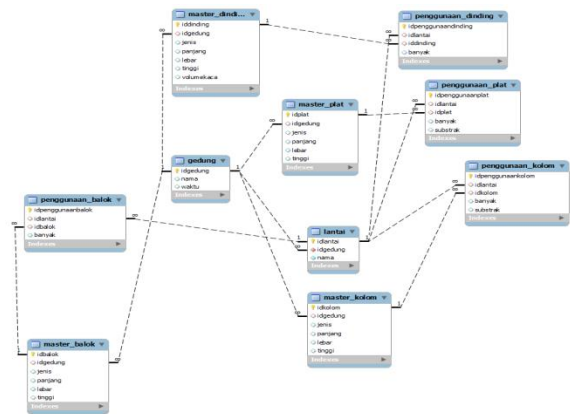 master_dindi...
iddinding
idgedung
jenis
panjang
lebar
tinggi
volumekaca
Indexes
penggunaan_dinding
idpenggunaandinding
idlantai
iddinding
banyak
Indexes
master_plat
idplat
idgedung
jenis
panjang
lebar
tinggi
Indexes
penggunaan_plat
idpenggunaanplat
idlantai
idplat
banyak
substrak
Indexes
gedung
idgedung
nama
waktu
Indexes
penggunaan_kolom
idpenggunaankolom
idlantai
idkolom
banyak
substrak
Indexes
penggunaan_balok
idpenggunaanbalok
idlantai
idbalok
banyak
Indexes
lantai
idlantai
idgedung
nama
Indexes
master_kolom
idkolom
idgedung
jenis
panjang
lebar
tinggi
Indexes
master_balok
idbalok
idgedung
jenis
panjang
lebar
tinggi
Indexes